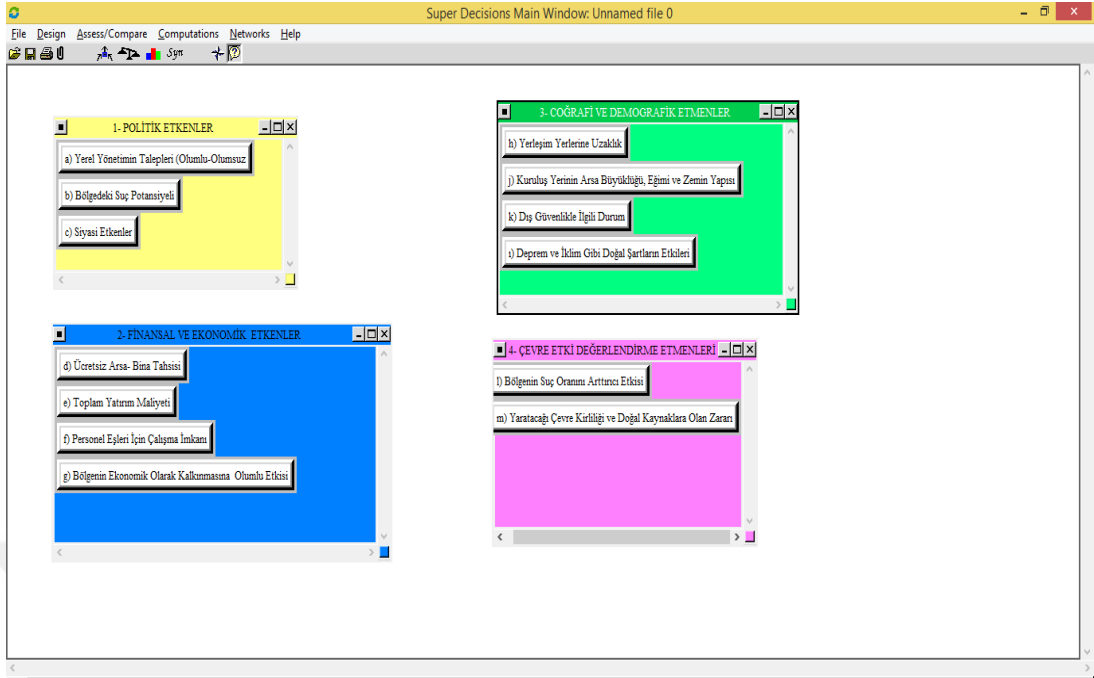 Super Decisions Main Window: Unnamed file 0
File Design Assess/Compare Computations Networks Help
Syn
1- POLİTİK ETKENLER
a) Yerel Yönetimin Talepleri (Olumlu-Olumsuz
b) Bölgedeki Suç Potansiyeli
c) Siyasi Etkenler
2- FİNANSAL VE EKONOMİK ETKENLER
d) Ücretsiz Arsa- Bina Tahsisi
e) Toplam Yatırım Maliyeti
f) Personel Eşleri İçin Çalışma İmkanı
g) Bölgenin Ekonomik Olarak Kalkınmasına Olumlu Etkisi
3- COĞRAFİ VE DEMOGRAFİK ETMENLER
h) Yerleşim Yerlerine Uzaklık
j) Kuruluş Yerinin Arsa Büyüklüğü, Eğimi ve Zemin Yapısı
k) Dış Güvenlikle İlgili Durum
ı) Deprem ve İklim Gibi Doğal Şartların Etkileri
4- ÇEVRE ETKİ DEĞERLENDİRME ETMENLERİ
l) Bölgenin Suç Oranını Arttırıcı Etkisi
m) Yaratacağı Çevre Kirliliği ve Doğal Kaynaklara Olan Zararı